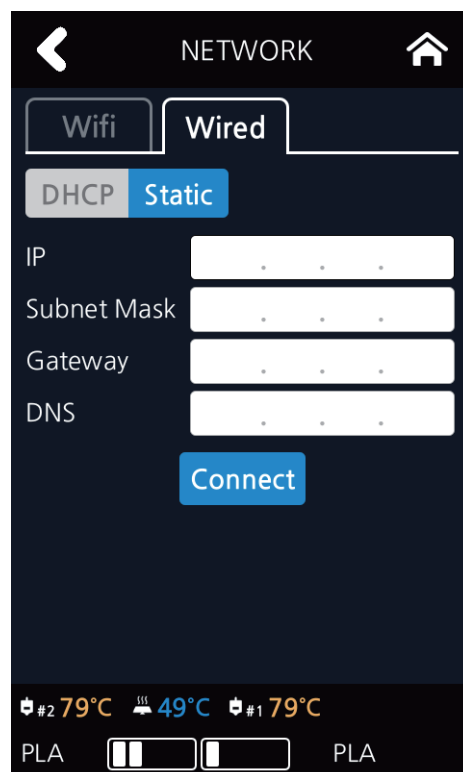 NETWORK
Wifi Wired
DHCP Static
IP . . .
Subnet Mask . . .
Gateway . . .
DNS . . .
Connect
#2 79°C 49°C #1 79°C
PLA PLA